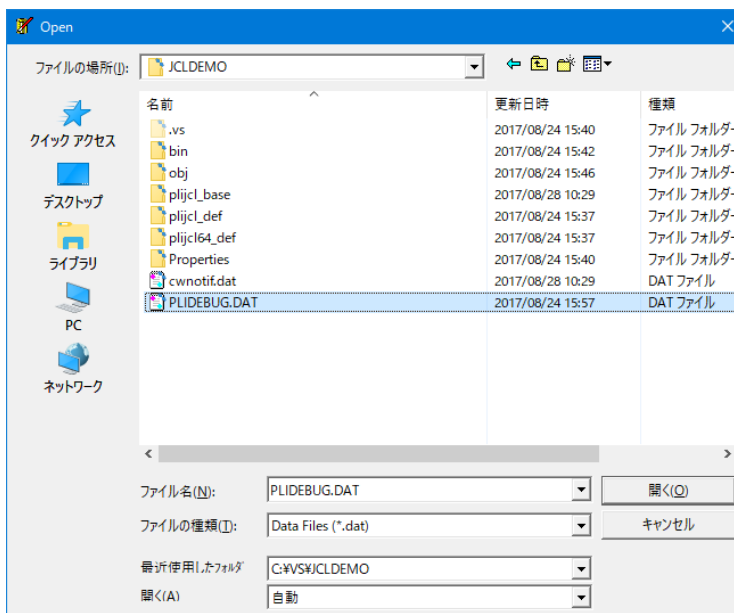 Open
ファイルの場所(I): JCLDEMO
クイック アクセス
デスクトップ
ライブラリ
PC
ネットワーク
名前 更新日時 種類
.vs 2017/08/24 15:40 ファイル フォルダー
bin 2017/08/24 15:42 ファイル フォルダー
obj 2017/08/24 15:46 ファイル フォルダー
plijcl_base 2017/08/28 10:29 ファイル フォルダー
plijcl_def 2017/08/24 15:37 ファイル フォルダー
plijcl64_def 2017/08/24 15:37 ファイル フォルダー
Properties 2017/08/24 15:40 ファイル フォルダー
cwnotif.dat 2017/08/28 10:29 DAT ファイル
PLIDEBUG.DAT 2017/08/24 15:57 DAT ファイル
ファイル名(N): PLIDEBUG.DAT 開く(O)
ファイルの種類(T): Data Files (*.dat) キャンセル
最近使用したフォルダ C:¥VS¥JCLDEMO
開く(A) 自動